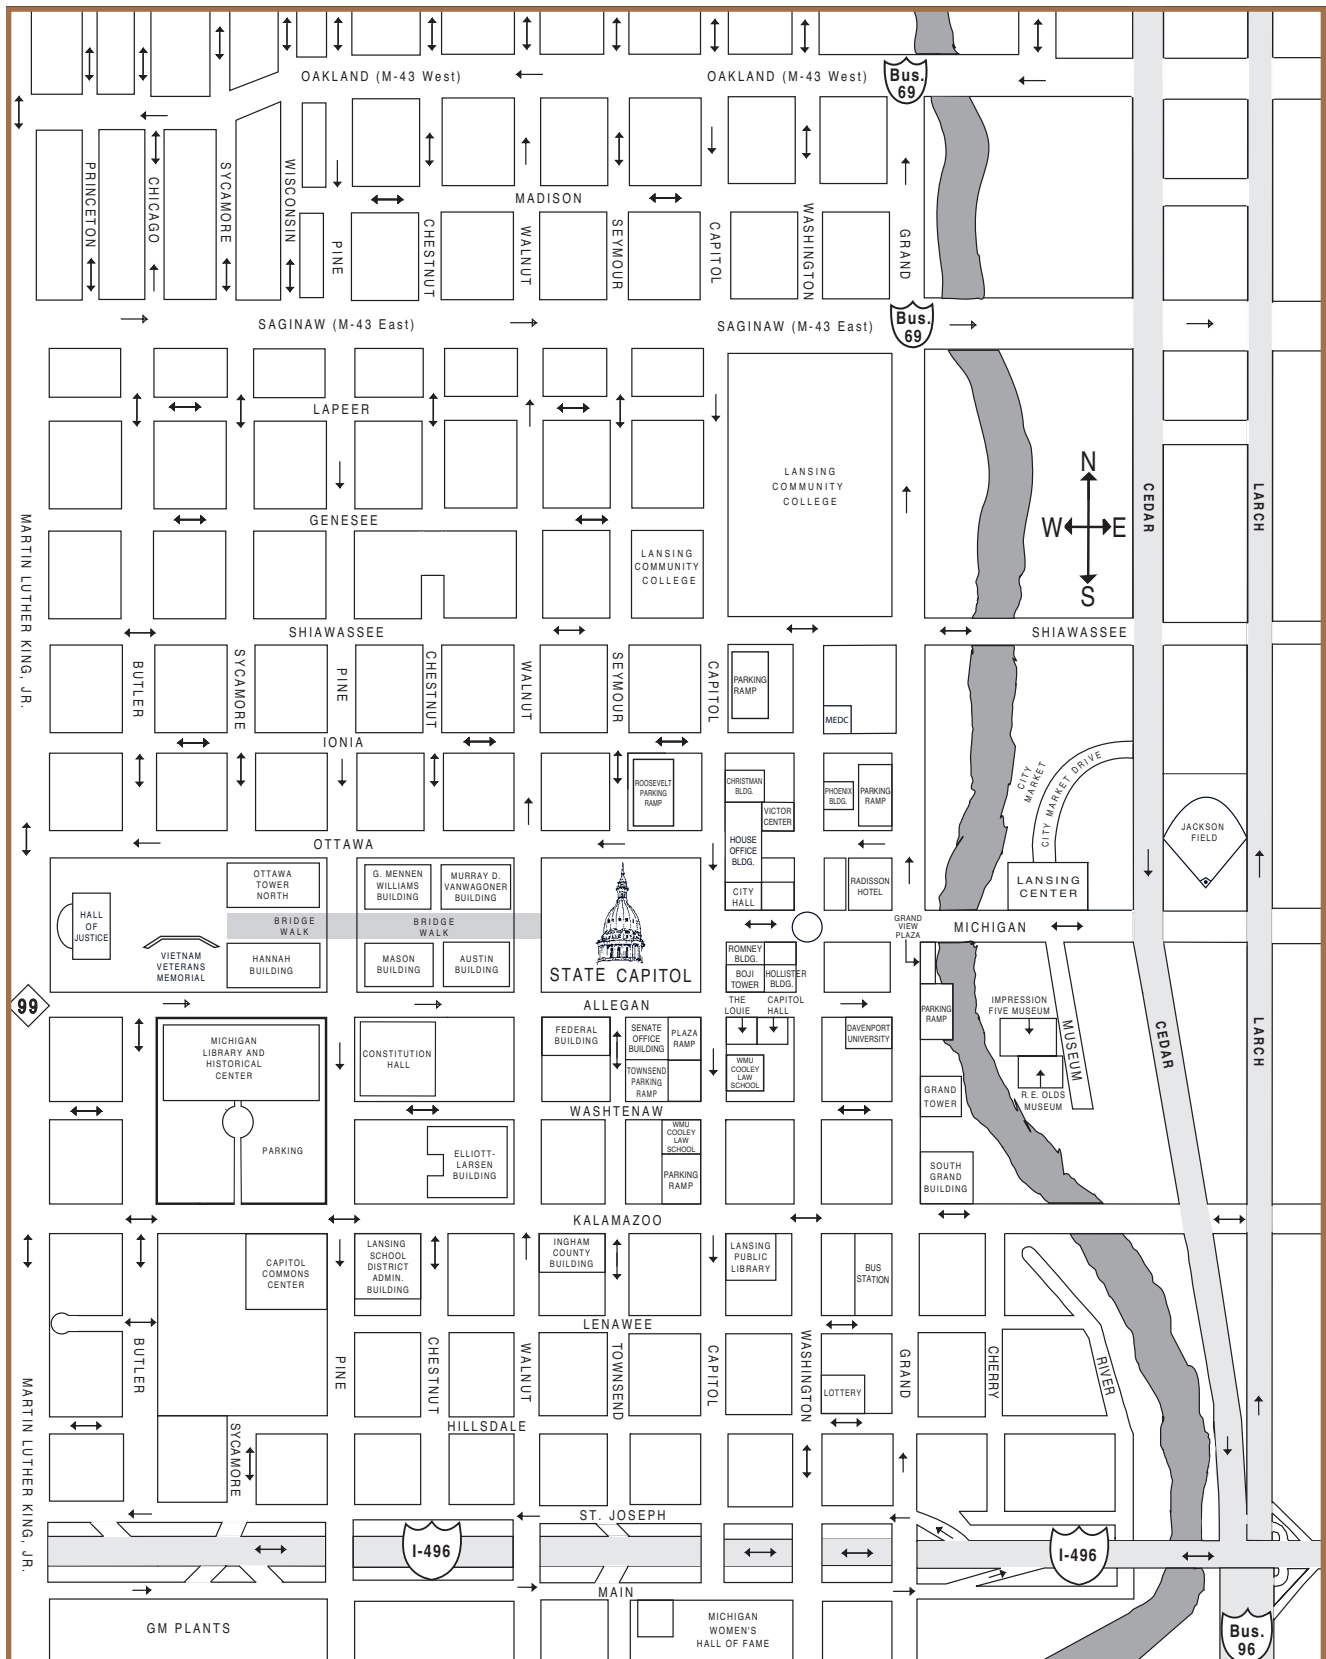 OAKLAND (M-43 West)
OAKLAND (M-43 West)
Bus.
69
PRINCETON
CHICAGO
SYCAMORE
WISCONSIN
MADISON
PINE
CHESTNUT
WALNUT
SEYMOUR
CAPITOL
WASHINGTON
GRAND
SAGINAW (M-43 East)
SAGINAW (M-43 East)
Bus.
69
LAPEER
LANSING
COMMUNITY
COLLEGE
N
W
E
S
CEDAR
LARCH
MARTIN LUTHER KING, JR.
GENESEE
LANSING
COMMUNITY
COLLEGE
SHIAWASSEE
SHIAWASSEE
BUTLER
SYCAMORE
PINE
CHESTNUT
WALNUT
SEYMOUR
CAPITOL
PARKING
RAMP
MEDC
IONIA
ROOSEVELT
PARKING
RAMP
CHRISTMAN
BLDG.
VICTOR
CENTER
PHOENIX
BLDG.
PARKING
RAMP
CITY
MARKET
CITY MARKET DRIVE
JACKSON
FIELD
OTTAWA
HOUSE
OFFICE
BLDG.
CITY
HALL
RADISSON
HOTEL
LANSING
CENTER
HALL
OF
JUSTICE
OTTAWA
TOWER
NORTH
G. MENNEN
WILLIAMS
BUILDING
MURRAY D.
VANWAGONER
BUILDING
BRIDGE
WALK
BRIDGE
WALK
VIETNAM
VETERANS
MEMORIAL
HANNAH
BUILDING
MASON
BUILDING
AUSTIN
BUILDING
STATE CAPITOL
GRAND
VIEW
PLAZA
MICHIGAN
ROMNEY
BLDG.
BOJI
TOWER
HOLLISTER
BLDG.
99
ALLEGAN
THE
LOUIE
CAPITOL
HALL
PARKING
RAMP
IMPRESSION
FIVE MUSEUM
MUSEUM
CEDAR
LARCH
MICHIGAN
LIBRARY AND
HISTORICAL
CENTER
PARKING
CONSTITUTION
HALL
FEDERAL
BUILDING
SENATE
OFFICE
BUILDING
PLAZA
RAMP
TOWNSEND
PARKING
RAMP
WMU
COOLEY
LAW
SCHOOL
DAVENPORT
UNIVERSITY
GRAND
TOWER
R.E. OLDS
MUSEUM
WASHTENAW
ELLIOTT-
LARSEN
BUILDING
WMU
COOLEY
LAW
SCHOOL
PARKING
RAMP
SOUTH
GRAND
BUILDING
KALAMAZOO
CAPITOL
COMMONS
CENTER
LANSING
SCHOOL
DISTRICT
ADMIN.
BUILDING
INGHAM
COUNTY
BUILDING
LANSING
PUBLIC
LIBRARY
BUS
STATION
LENAWEE
BUTLER
PINE
CHESTNUT
WALNUT
TOWNSEND
CAPITOL
WASHINGTON
LOTTERY
GRAND
CHERRY
RIVER
MARTIN LUTHER KING, JR.
HILLSDALE
SYCAMORE
ST. JOSEPH
I-496
I-496
MAIN
GM PLANTS
MICHIGAN
WOMEN'S
HALL OF FAME
Bus.
96